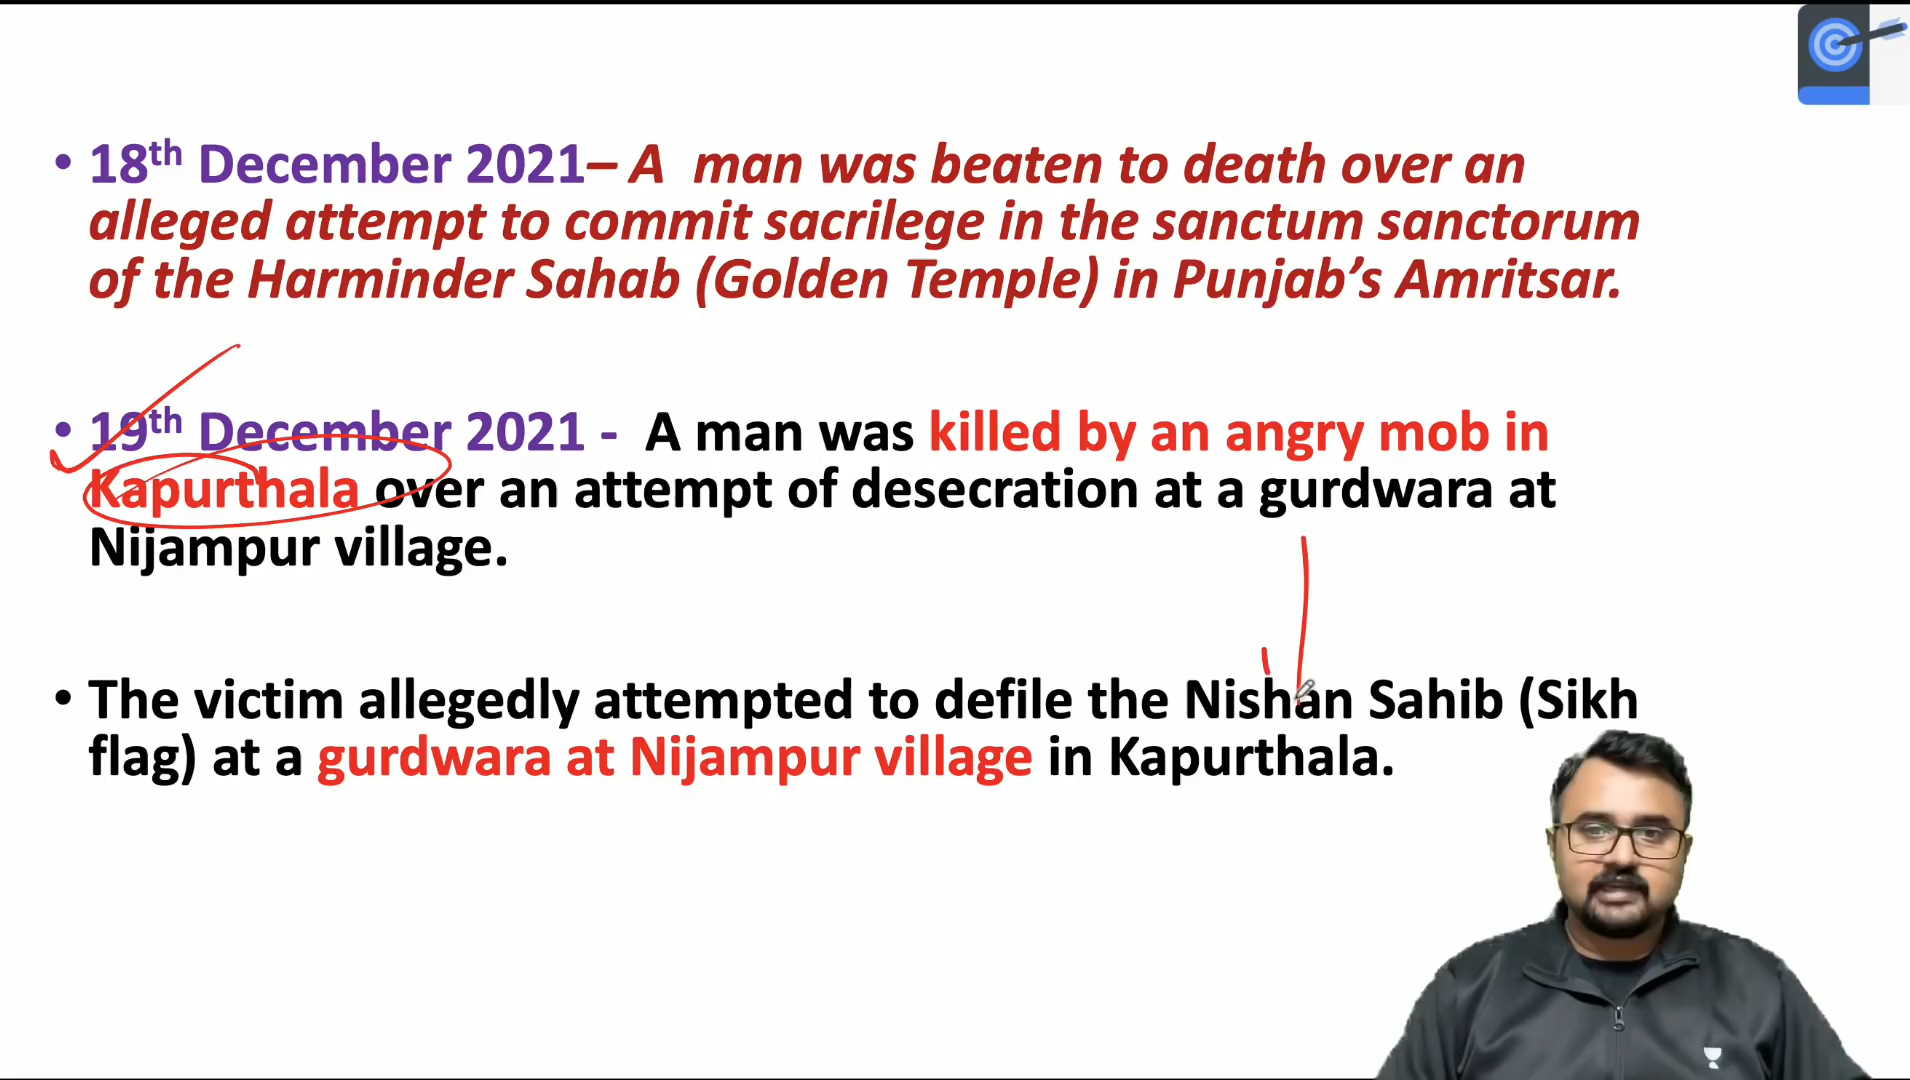 • 18th December 2021– A man was beaten to death over an
alleged attempt to commit sacrilege in the sanctum sanctorum
of the Harminder Sahab (Golden Temple) in Punjab’s Amritsar.
• 19th December 2021 - A man was killed by an angry mob in
Kapurthala over an attempt of desecration at a gurdwara at
Nijampur village.
• The victim allegedly attempted to defile the Nishan Sahib (Sikh
flag) at a gurdwara at Nijampur village in Kapurthala.